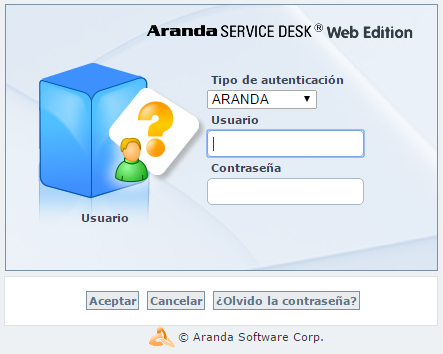 Aranda SERVICE DESK® Web Edition
Tipo de autenticación
ARANDA
Usuario
Contraseña
Usuario
Aceptar Cancelar ¿Olvido la contraseña?
© Aranda Software Corp.